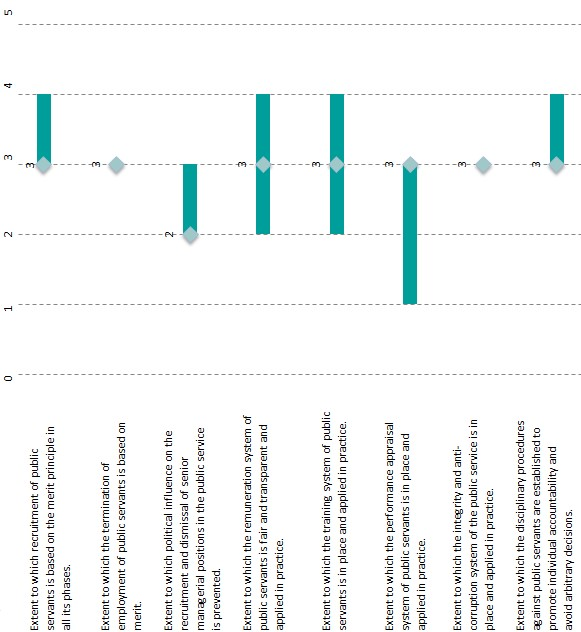 5
4
3
2
1
0
3
3
2
3
3
3
3
3
Extent to which recruitment of public
servants is based on the merit principle in
all its phases.
Extent to which the termination of
employment of public servants is based on
merit.
Extent to which political influence on the
recruitment and dismissal of senior
managerial positions in the public service
is prevented.
Extent to which the remuneration system of
public servants is fair and transparent and
applied in practice.
Extent to which the training system of public
servants is in place and applied in practice.
Extent to which the performance appraisal
system of public servants is in place and
applied in practice.
Extent to which the integrity and anti-
corruption system of the public service is in
place and applied in practice.
Extent to which the disciplinary procedures
against public servants are established to
promote individual accountability and
avoid arbitrary decisions.